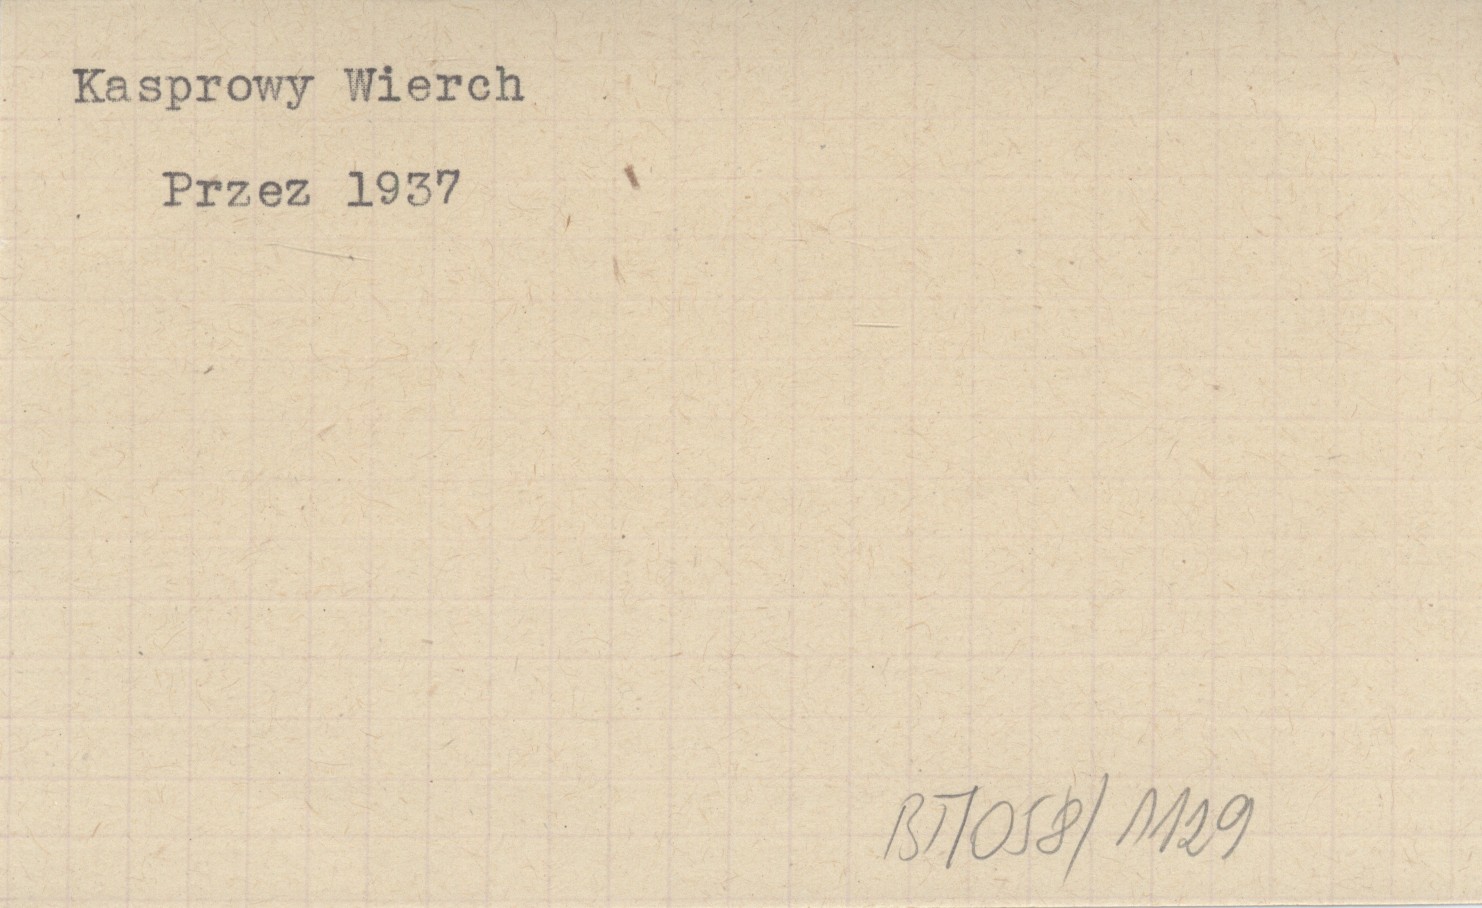 Kasprowy Wierch
Przez 1937
BT/058/1129